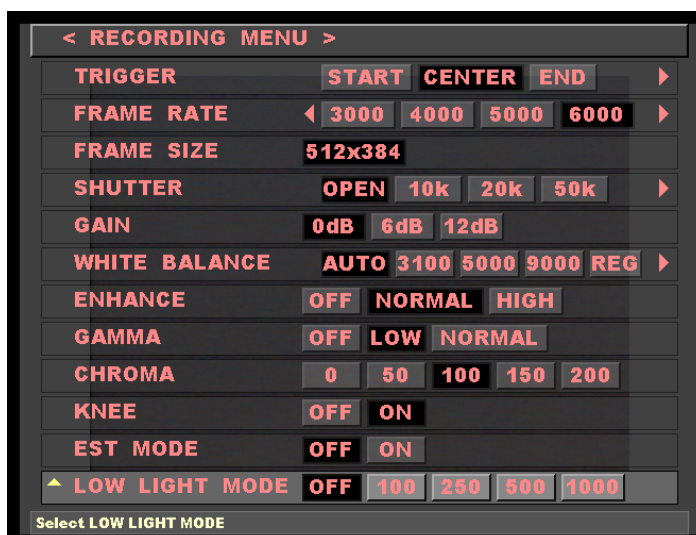 < RECORDING MENU >
TRIGGER START CENTER END
FRAME RATE 3000 4000 5000 6000
FRAME SIZE 512x384
SHUTTER OPEN 10k 20k 50k
GAIN 0dB 6dB 12dB
WHITE BALANCE AUTO 3100 5000 9000 REG
ENHANCE OFF NORMAL HIGH
GAMMA OFF LOW NORMAL
CHROMA 0 50 100 150 200
KNEE OFF ON
EST MODE OFF ON
LOW LIGHT MODE OFF 100 250 500 1000
Select LOW LIGHT MODE